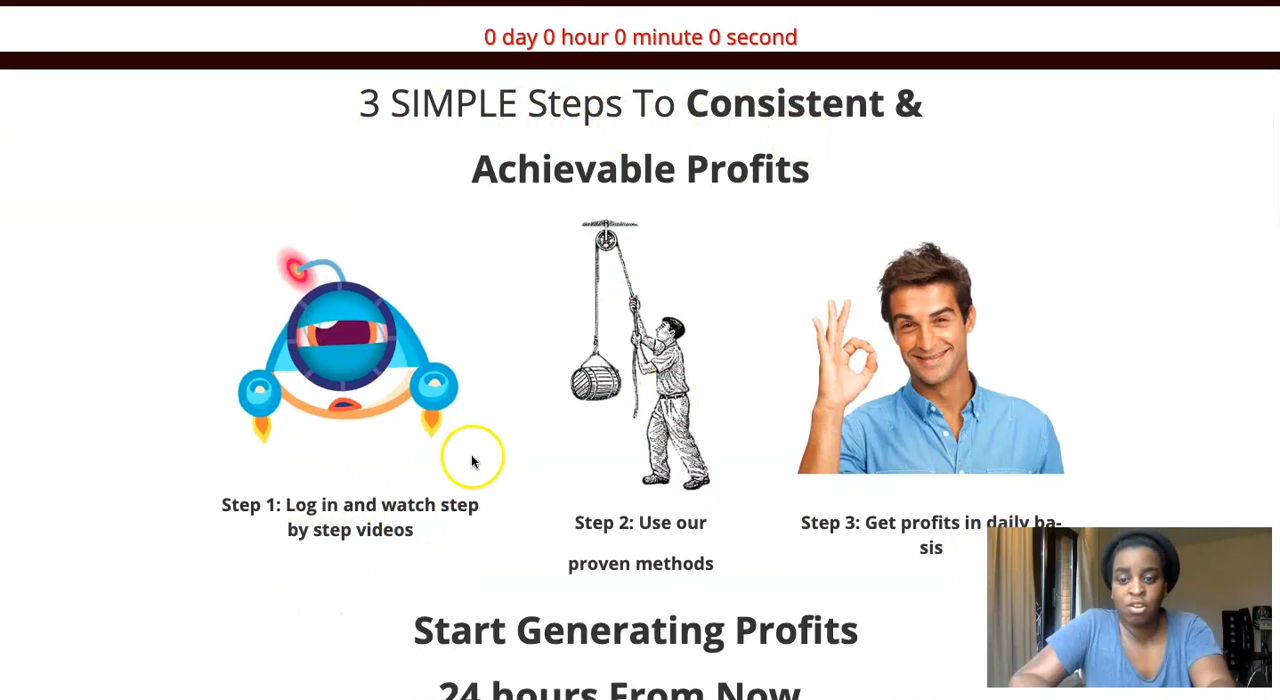 0 day 0 hour 0 minute 0 second
3 SIMPLE Steps To Consistent &
Achievable Profits
Step 1: Log in and watch step
by step videos
Step 2: Use our
proven methods
Step 3: Get profits in daily ba-
sis
Start Generating Profits
24 hours From Now